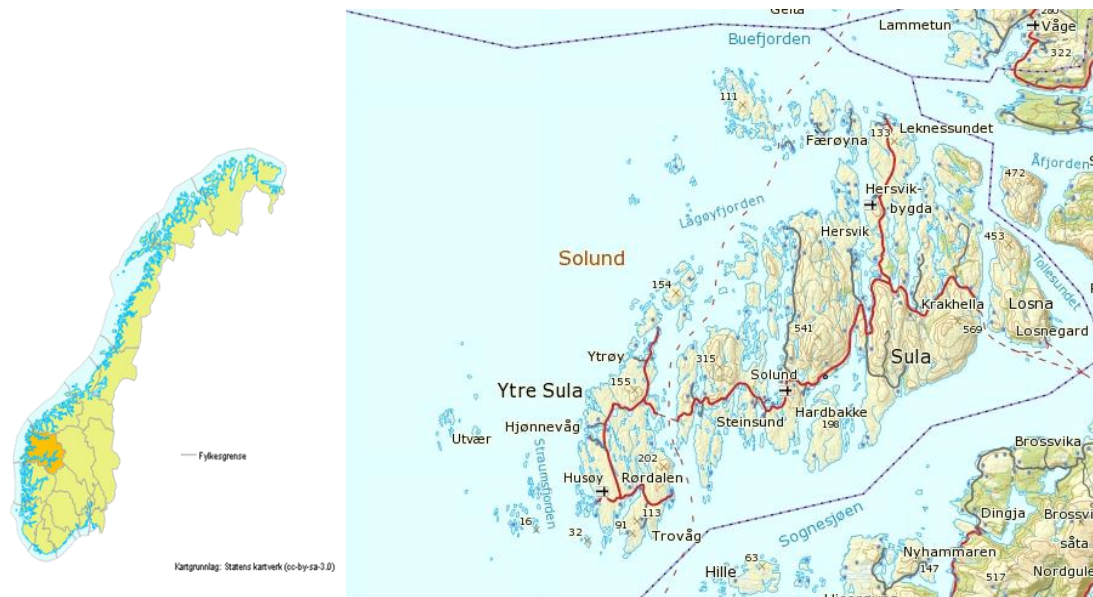 Fylkesgrense
Kartgrunnlag: Statens kartverk (cc-by-sa-3.0)
Lammetun
Våge
322
Buefjorden
111
Færøyna
133
Leknessundet
Åfjorden
472
Hersvik-
bygda
Lågøyfjorden
Hersvik
453
Tollesundet
Solund
154
Krakhella
Losna
541
569
Losnegard
Ytrøy
315
Sula
155
Solund
Ytre Sula
Hardbakke
Steinsund
198
Hjønnevåg
Utvær
Straumsfjorden
Brossvika
202
Husøy
Rørdalen
113
Dingja
16
91
32
Trovåg
Sognesjøen
såta
Nyhammaren
63
Hille
147
517
Nordgule